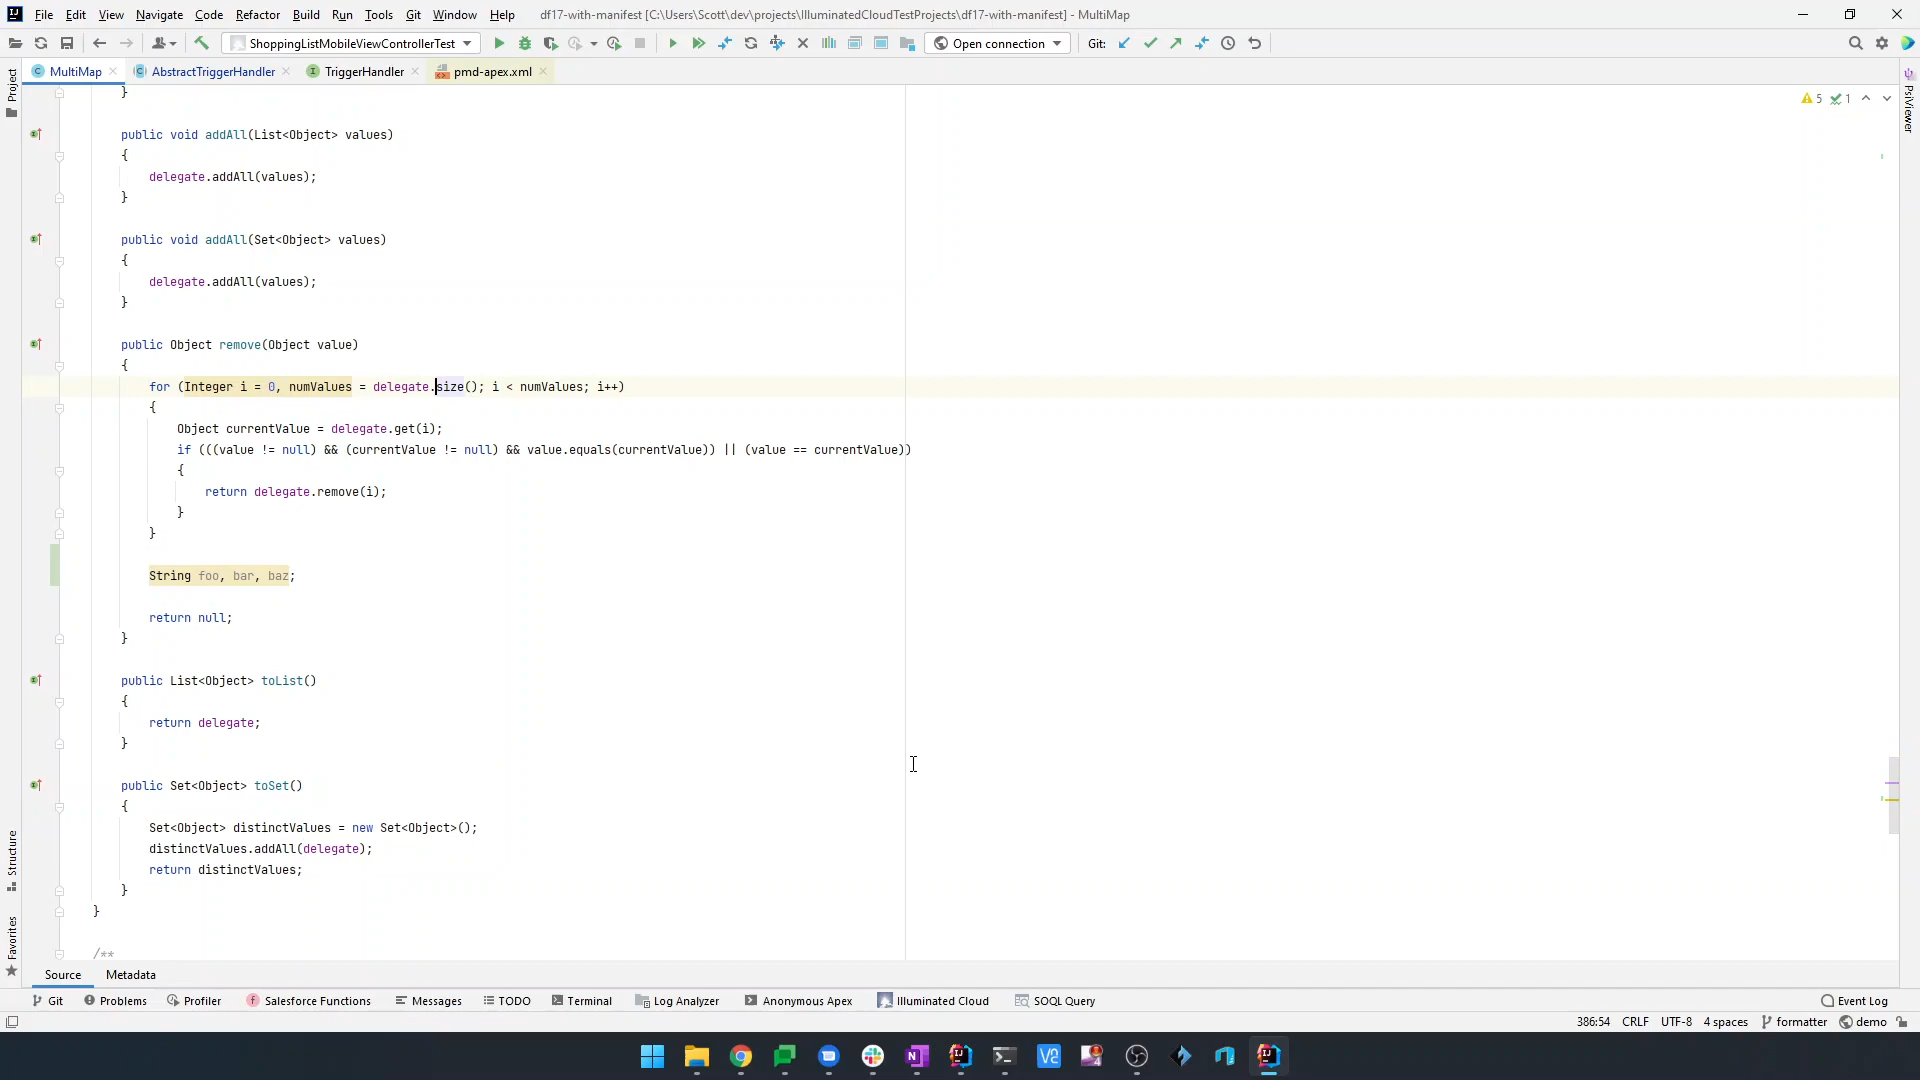 File Edit View Navigate Code Refactor Build Run Tools Git Window Help df17-with-manifest [C:\Users\Scott\dev\projects\IlluminatedCloudTestProjects\df17-with-manifest] - MultiMap
ShoppingListMobileViewControllerTest Open connection Git:
MultiMap AbstractTriggerHandler TriggerHandler pmd-apex.xml
Project
PsiViewer
5 1
}
public void addAll(List<Object> values)
{
delegate.addAll(values);
}
public void addAll(Set<Object> values)
{
delegate.addAll(values);
}
public Object remove(Object value)
{
for (Integer i = 0, numValues = delegate.size(); i < numValues; i++)
{
Object currentValue = delegate.get(i);
if (((value != null) && (currentValue != null) && value.equals(currentValue)) || (value == currentValue))
{
return delegate.remove(i);
}
}
String foo, bar, baz;
return null;
}
public List<Object> toList()
{
return delegate;
}
public Set<Object> toSet()
{
Set<Object> distinctValues = new Set<Object>();
distinctValues.addAll(delegate);
return distinctValues;
}
}
/**
Structure
Favorites
Source Metadata
Git Problems Profiler Salesforce Functions Messages TODO Terminal Log Analyzer Anonymous Apex Illuminated Cloud SOQL Query Event Log
386:54 CRLF UTF-8 4 spaces formatter demo